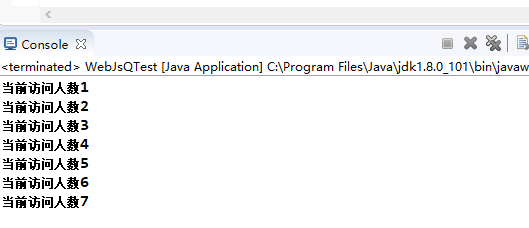 Console
<terminated> WebJsQTest [Java Application] C:\Program Files\Java\jdk1.8.0_101\bin\javaw
当前访问人数1
当前访问人数2
当前访问人数3
当前访问人数4
当前访问人数5
当前访问人数6
当前访问人数7